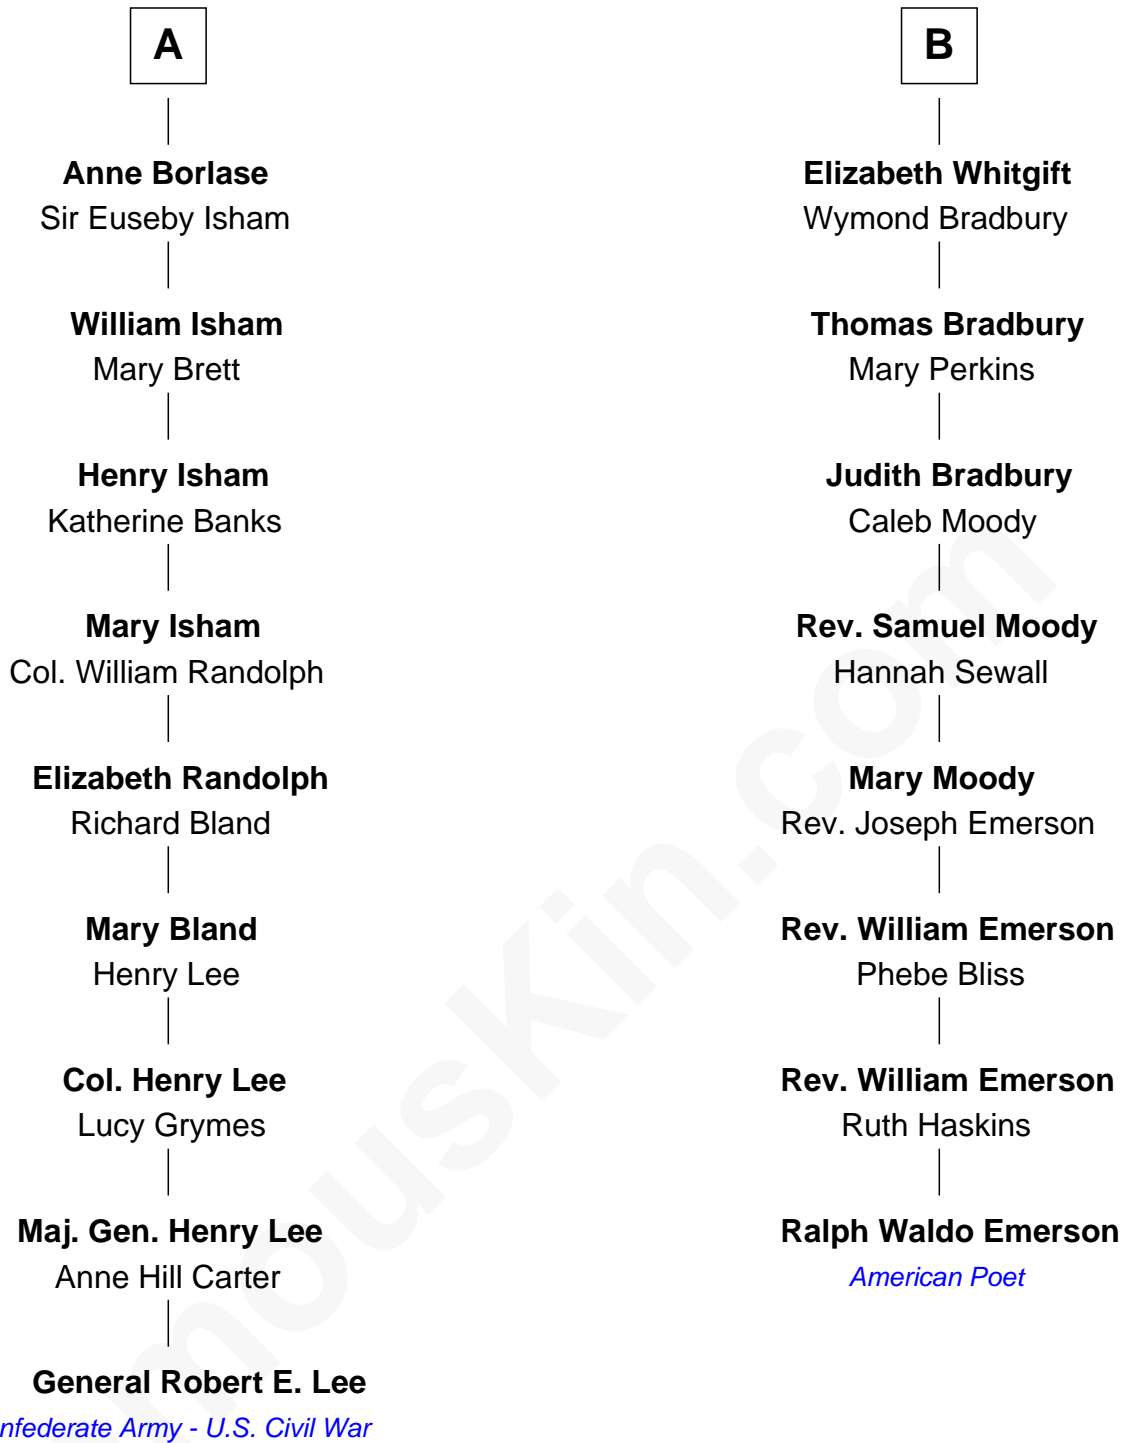 A
Anne Borlase
Sir Euseby Isham
William Isham
Mary Brett
Henry Isham
Katherine Banks
Mary Isham
Col. William Randolph
Elizabeth Randolph
Richard Bland
Mary Bland
Henry Lee
Col. Henry Lee
Lucy Grymes
Maj. Gen. Henry Lee
Anne Hill Carter
General Robert E. Lee
nfederate Army - U.S. Civil War
B
Elizabeth Whitgift
Wymond Bradbury
Thomas Bradbury
Mary Perkins
Judith Bradbury
Caleb Moody
Rev. Samuel Moody
Hannah Sewall
Mary Moody
Rev. Joseph Emerson
Rev. William Emerson
Phebe Bliss
Rev. William Emerson
Ruth Haskins
Ralph Waldo Emerson
American Poet
mouskin.com